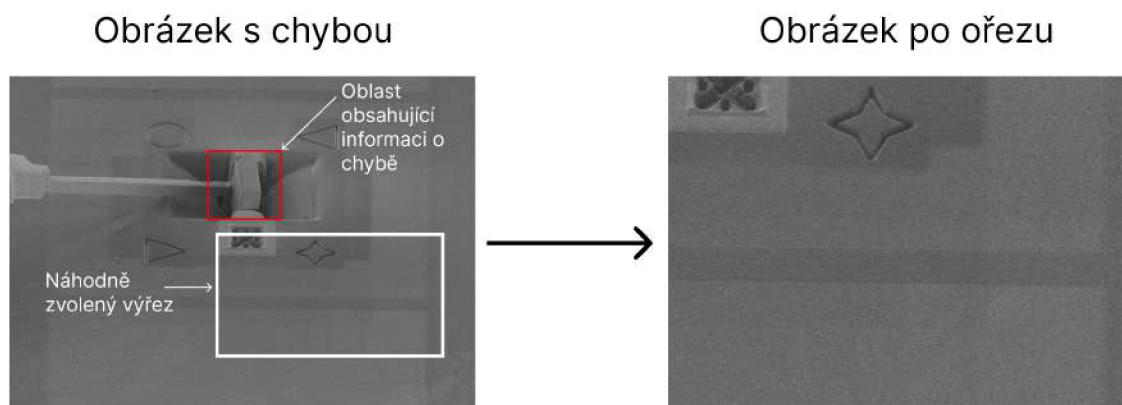 Obrázek s chybou
Obrázek po ořezu
Oblast
obsahující
informaci o
chybě
Náhodně
zvolený výřez